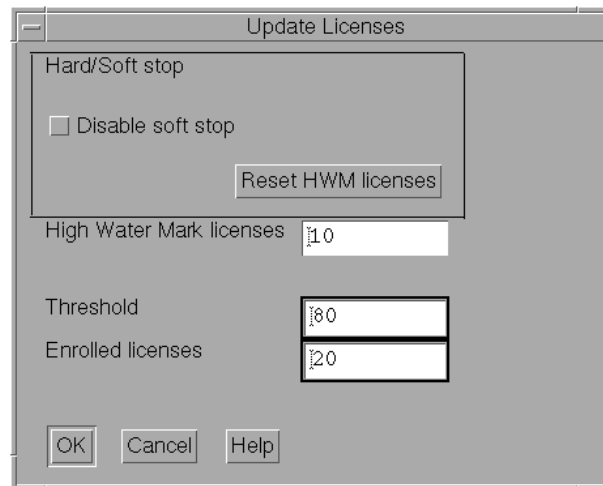 Update Licenses
Hard/Soft stop
Disable soft stop
Reset HWM licenses
High Water Mark licenses 10
Threshold 80
Enrolled licenses 20
OK Cancel Help